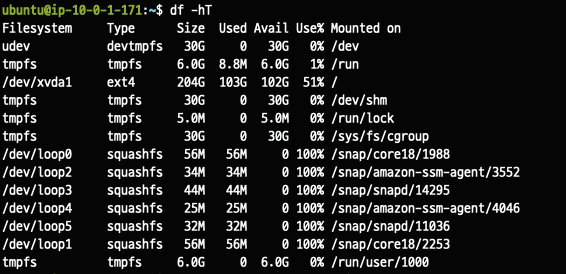 ubuntu@ip-10-0-1-171:~$ df -hT
Filesystem     Type      Size  Used Avail Use% Mounted on
udev           devtmpfs   30G     0   30G   0% /dev
tmpfs          tmpfs     6.0G  8.8M  6.0G   1% /run
/dev/xvda1     ext4      204G  103G  102G  51% /
tmpfs          tmpfs      30G     0   30G   0% /dev/shm
tmpfs          tmpfs     5.0M     0  5.0M   0% /run/lock
tmpfs          tmpfs      30G     0   30G   0% /sys/fs/cgroup
/dev/loop0     squashfs   56M   56M     0 100% /snap/core18/1988
/dev/loop2     squashfs   34M   34M     0 100% /snap/amazon-ssm-agent/3552
/dev/loop3     squashfs   44M   44M     0 100% /snap/snapd/14295
/dev/loop4     squashfs   25M   25M     0 100% /snap/amazon-ssm-agent/4046
/dev/loop5     squashfs   32M   32M     0 100% /snap/snapd/11036
/dev/loop1     squashfs   56M   56M     0 100% /snap/core18/2253
tmpfs          tmpfs     6.0G     0  6.0G   0% /run/user/1000